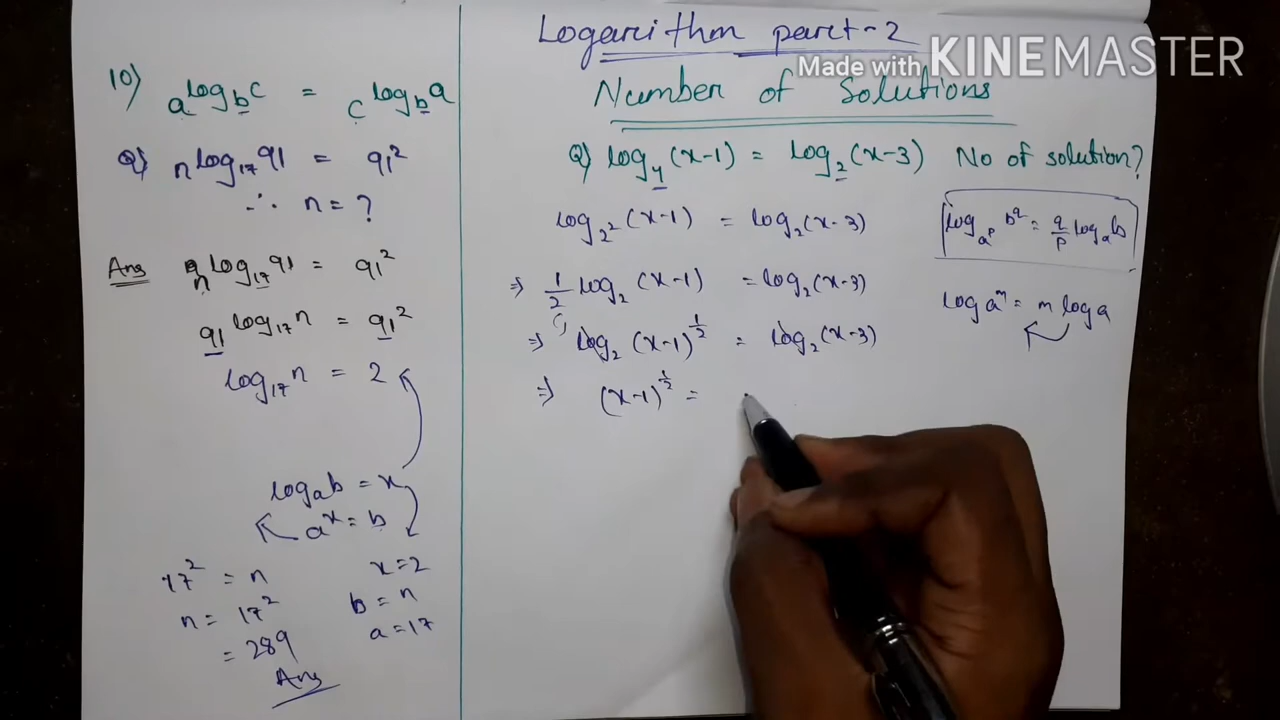 10) a^log_b c = c^log_b a
Q) n^log_17 91 = 91^2
∴ n = ?
Ans n^log_17 91 = 91^2
91^log_17 n = 91^2
log_17 n = 2
log_a b = x
a^x = b
17^2 = n
x = 2
n = 17^2
b = n
= 289
a = 17
Ans
Logarithm part-2
Made with KINEMASTER
Number of Solutions
Q) log_4 (x-1) = log_2 (x-3) No of solution?
log_2^2 (x-1) = log_2 (x-3)
log_a^p b^q = q/p log_a b
⇒ 1/2 log_2 (x-1) = log_2 (x-3)
log a^m = m log a
⇒ log_2 (x-1)^1/2 = log_2 (x-3)
⇒ (x-1)^1/2 =